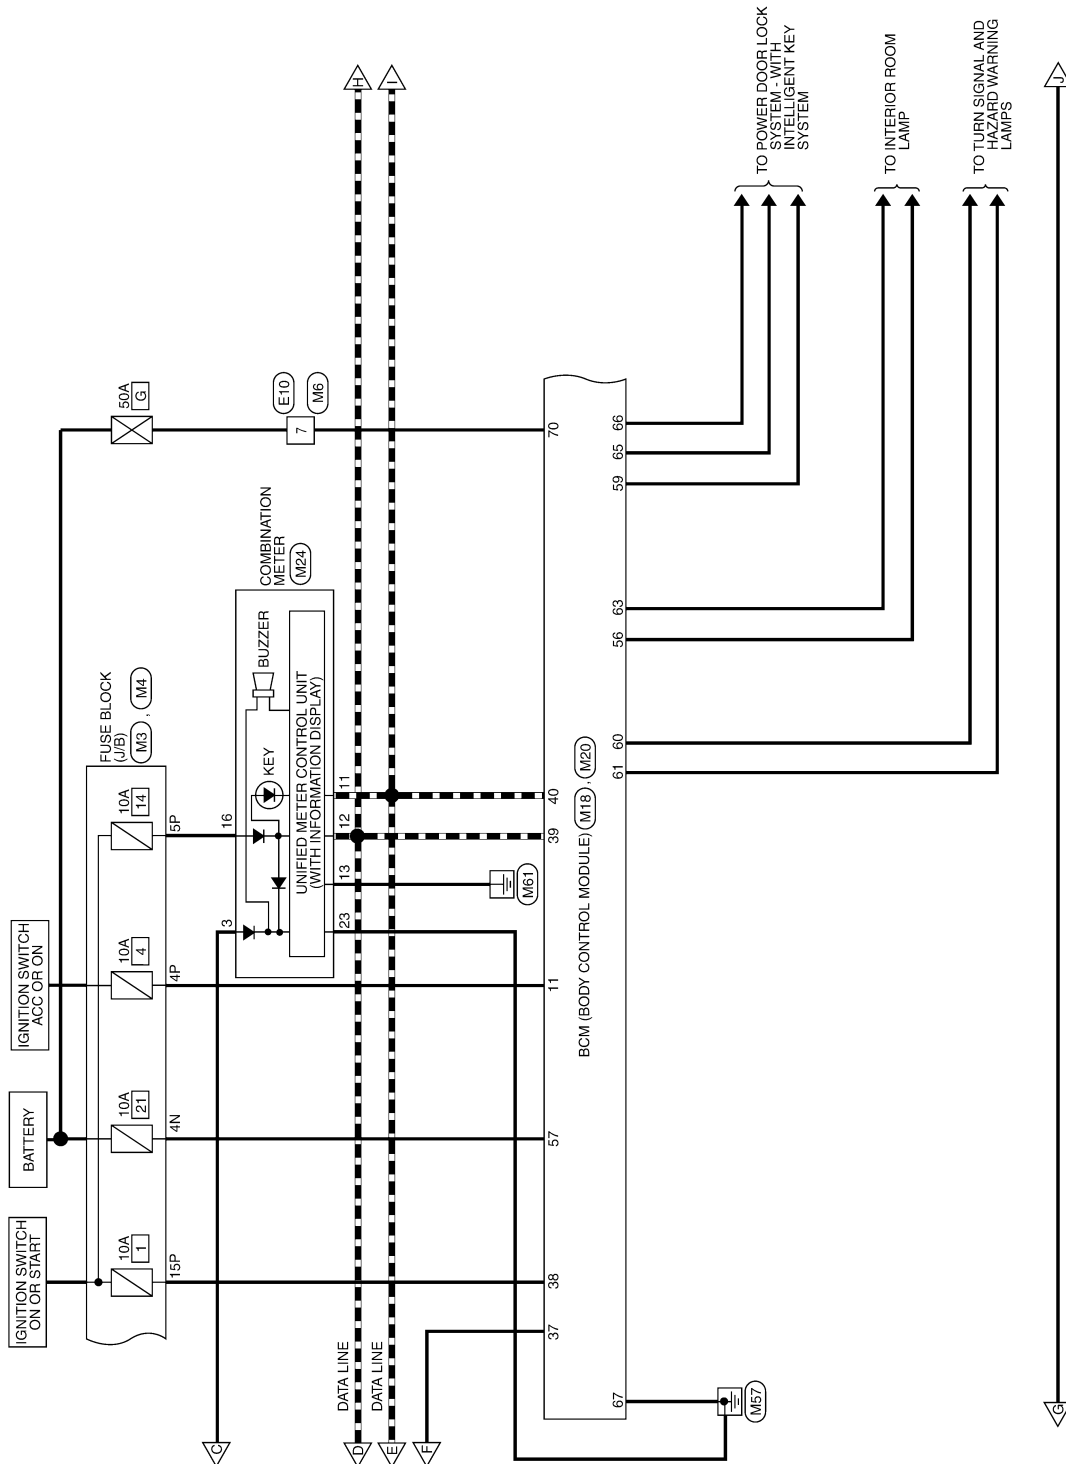 IGNITION SWITCH
ON OR START
BATTERY
IGNITION SWITCH
ACC OR ON
FUSE BLOCK
(J/B)
M3 , M4
10A
1
10A
21
10A
4
10A
14
50A
G
15P
4N
4P
5P
E10
M6
7
COMBINATION
METER
M24
3
16
KEY
BUZZER
UNIFIED METER CONTROL UNIT
(WITH INFORMATION DISPLAY)
23
13
12
11
C
DATA LINE
D
H
DATA LINE
E
I
F
M61
37
38
57
11
39
40
70
BCM (BODY CONTROL MODULE) M18 , M20
67
61
60
56
63
59
65
66
M57
TO POWER DOOR LOCK
SYSTEM - WITH
INTELLIGENT KEY
SYSTEM
TO INTERIOR ROOM
LAMP
TO TURN SIGNAL AND
HAZARD WARNING
LAMPS
G
J